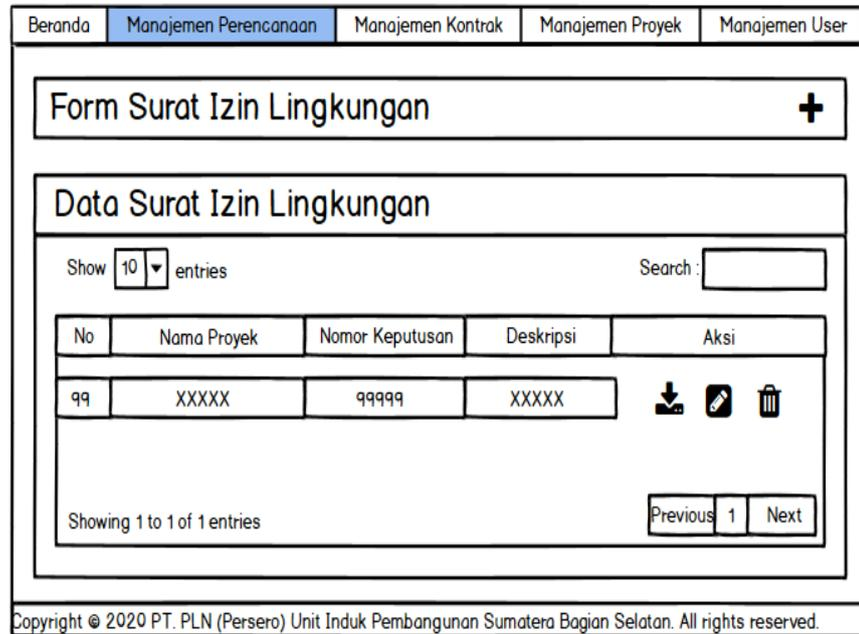 Beranda Manajemen Perencanaan Manajemen Kontrak Manajemen Proyek Manajemen User
Form Surat Izin Lingkungan
Data Surat Izin Lingkungan
Show 10 entries Search :
No Nama Proyek Nomor Keputusan Deskripsi Aksi
99 XXXXX 99999 XXXXX
Showing 1 to 1 of 1 entries Previous 1 Next
Copyright © 2020 PT. PLN (Persero) Unit Induk Pembangunan Sumatera Bagian Selatan. All rights reserved.